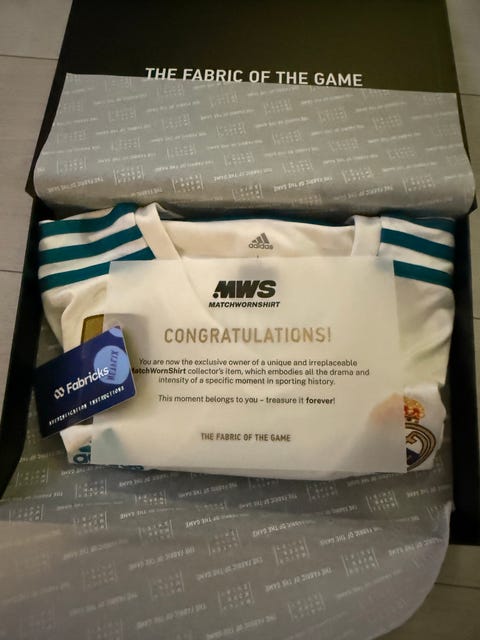 THE FABRIC OF THE GAME
adidas
MWS
MATCHWORNSHIRT
CONGRATULATIONS!
You are now the exclusive owner of a unique and irreplaceable
MatchWornShirt collector's item, which embodies all the drama and
intensity of a specific moment in sporting history.
This moment belongs to you – treasure it forever!
THE FABRIC OF THE GAME
Fabricks
AUTHENTICATION INSTRUCTIONS
adidas